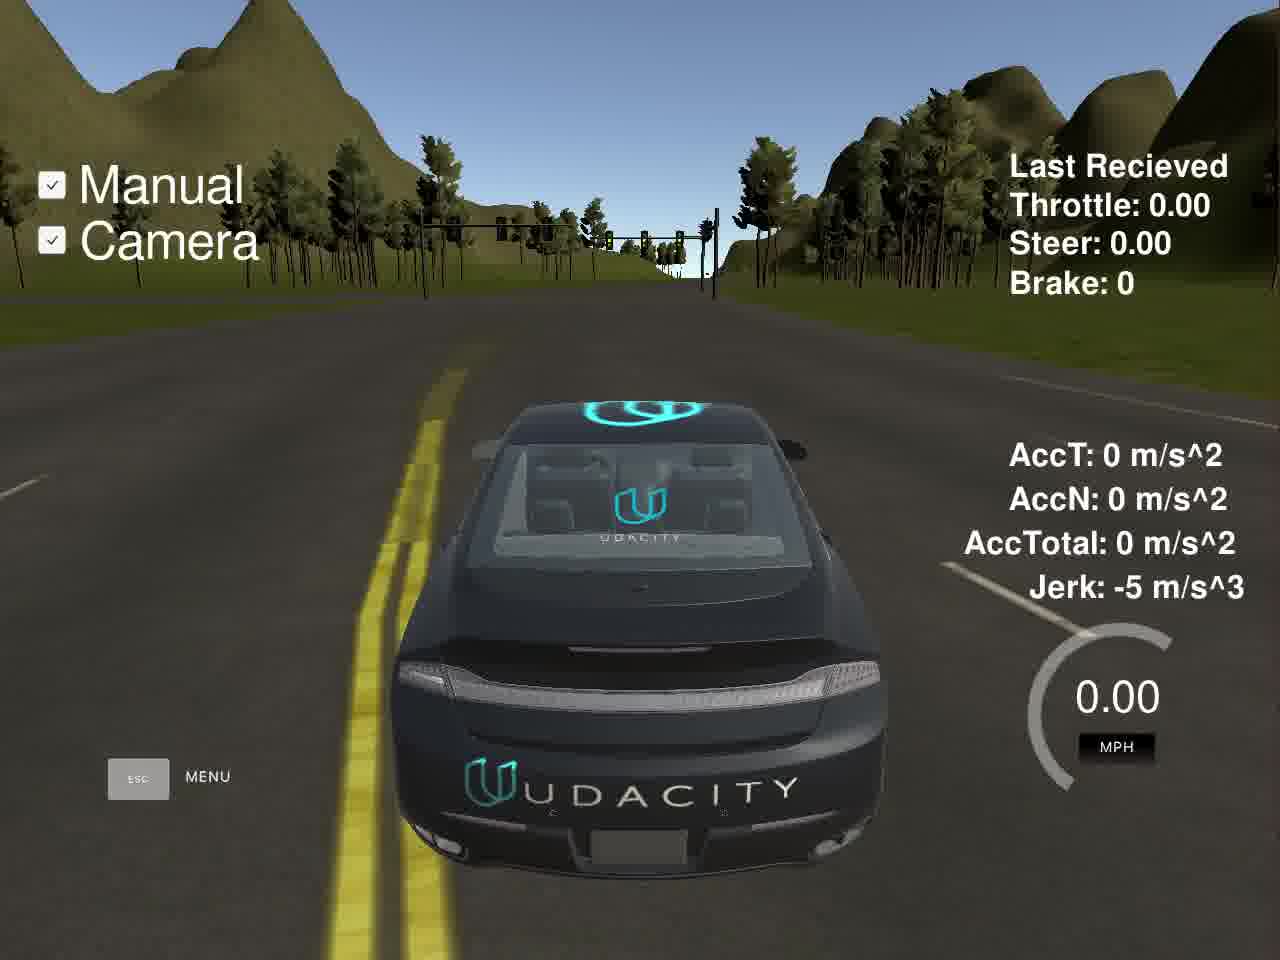 Manual
Camera
Last Recieved
Throttle: 0.00
Steer: 0.00
Brake: 0
AccT: 0 m/s^2
AccN: 0 m/s^2
AccTotal: 0 m/s^2
Jerk: -5 m/s^3
UDACITY
0.00
MPH
ESC MENU
UDACITY